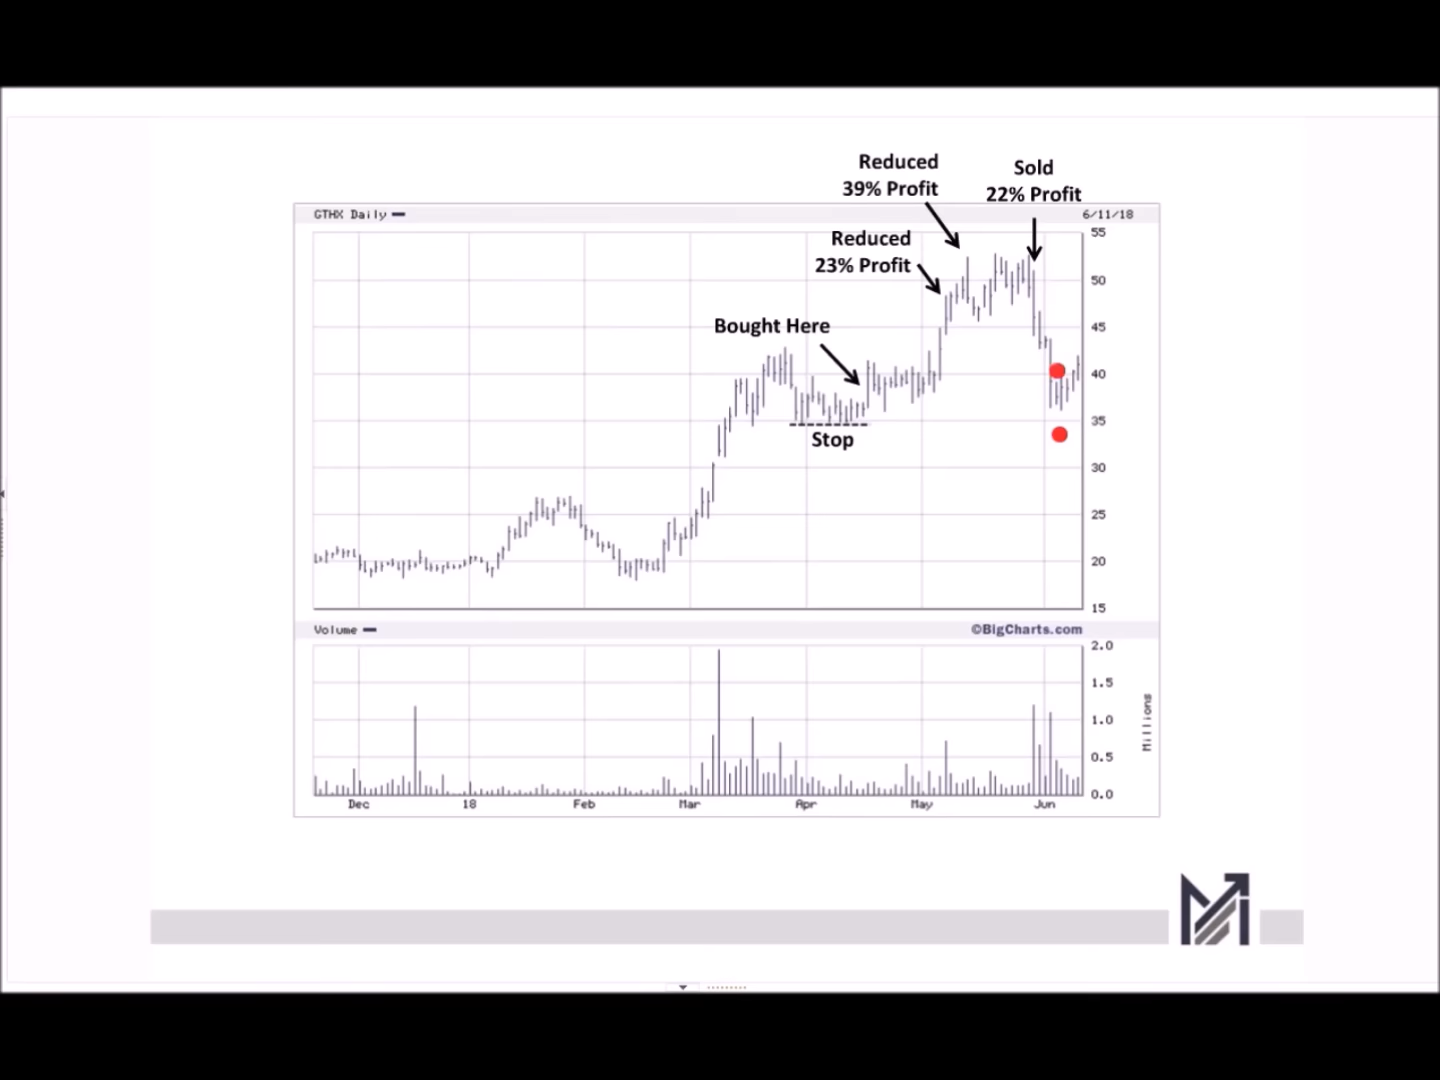 Reduced
39% Profit
Sold
22% Profit
GTHX Daily
6/11/18
Reduced
23% Profit
Bought Here
Stop
55
50
45
40
35
30
25
20
15
Volume
©BigCharts.com
2.0
1.5
1.0
0.5
0.0
Millions
Dec
18
Feb
Mar
Apr
May
Jun